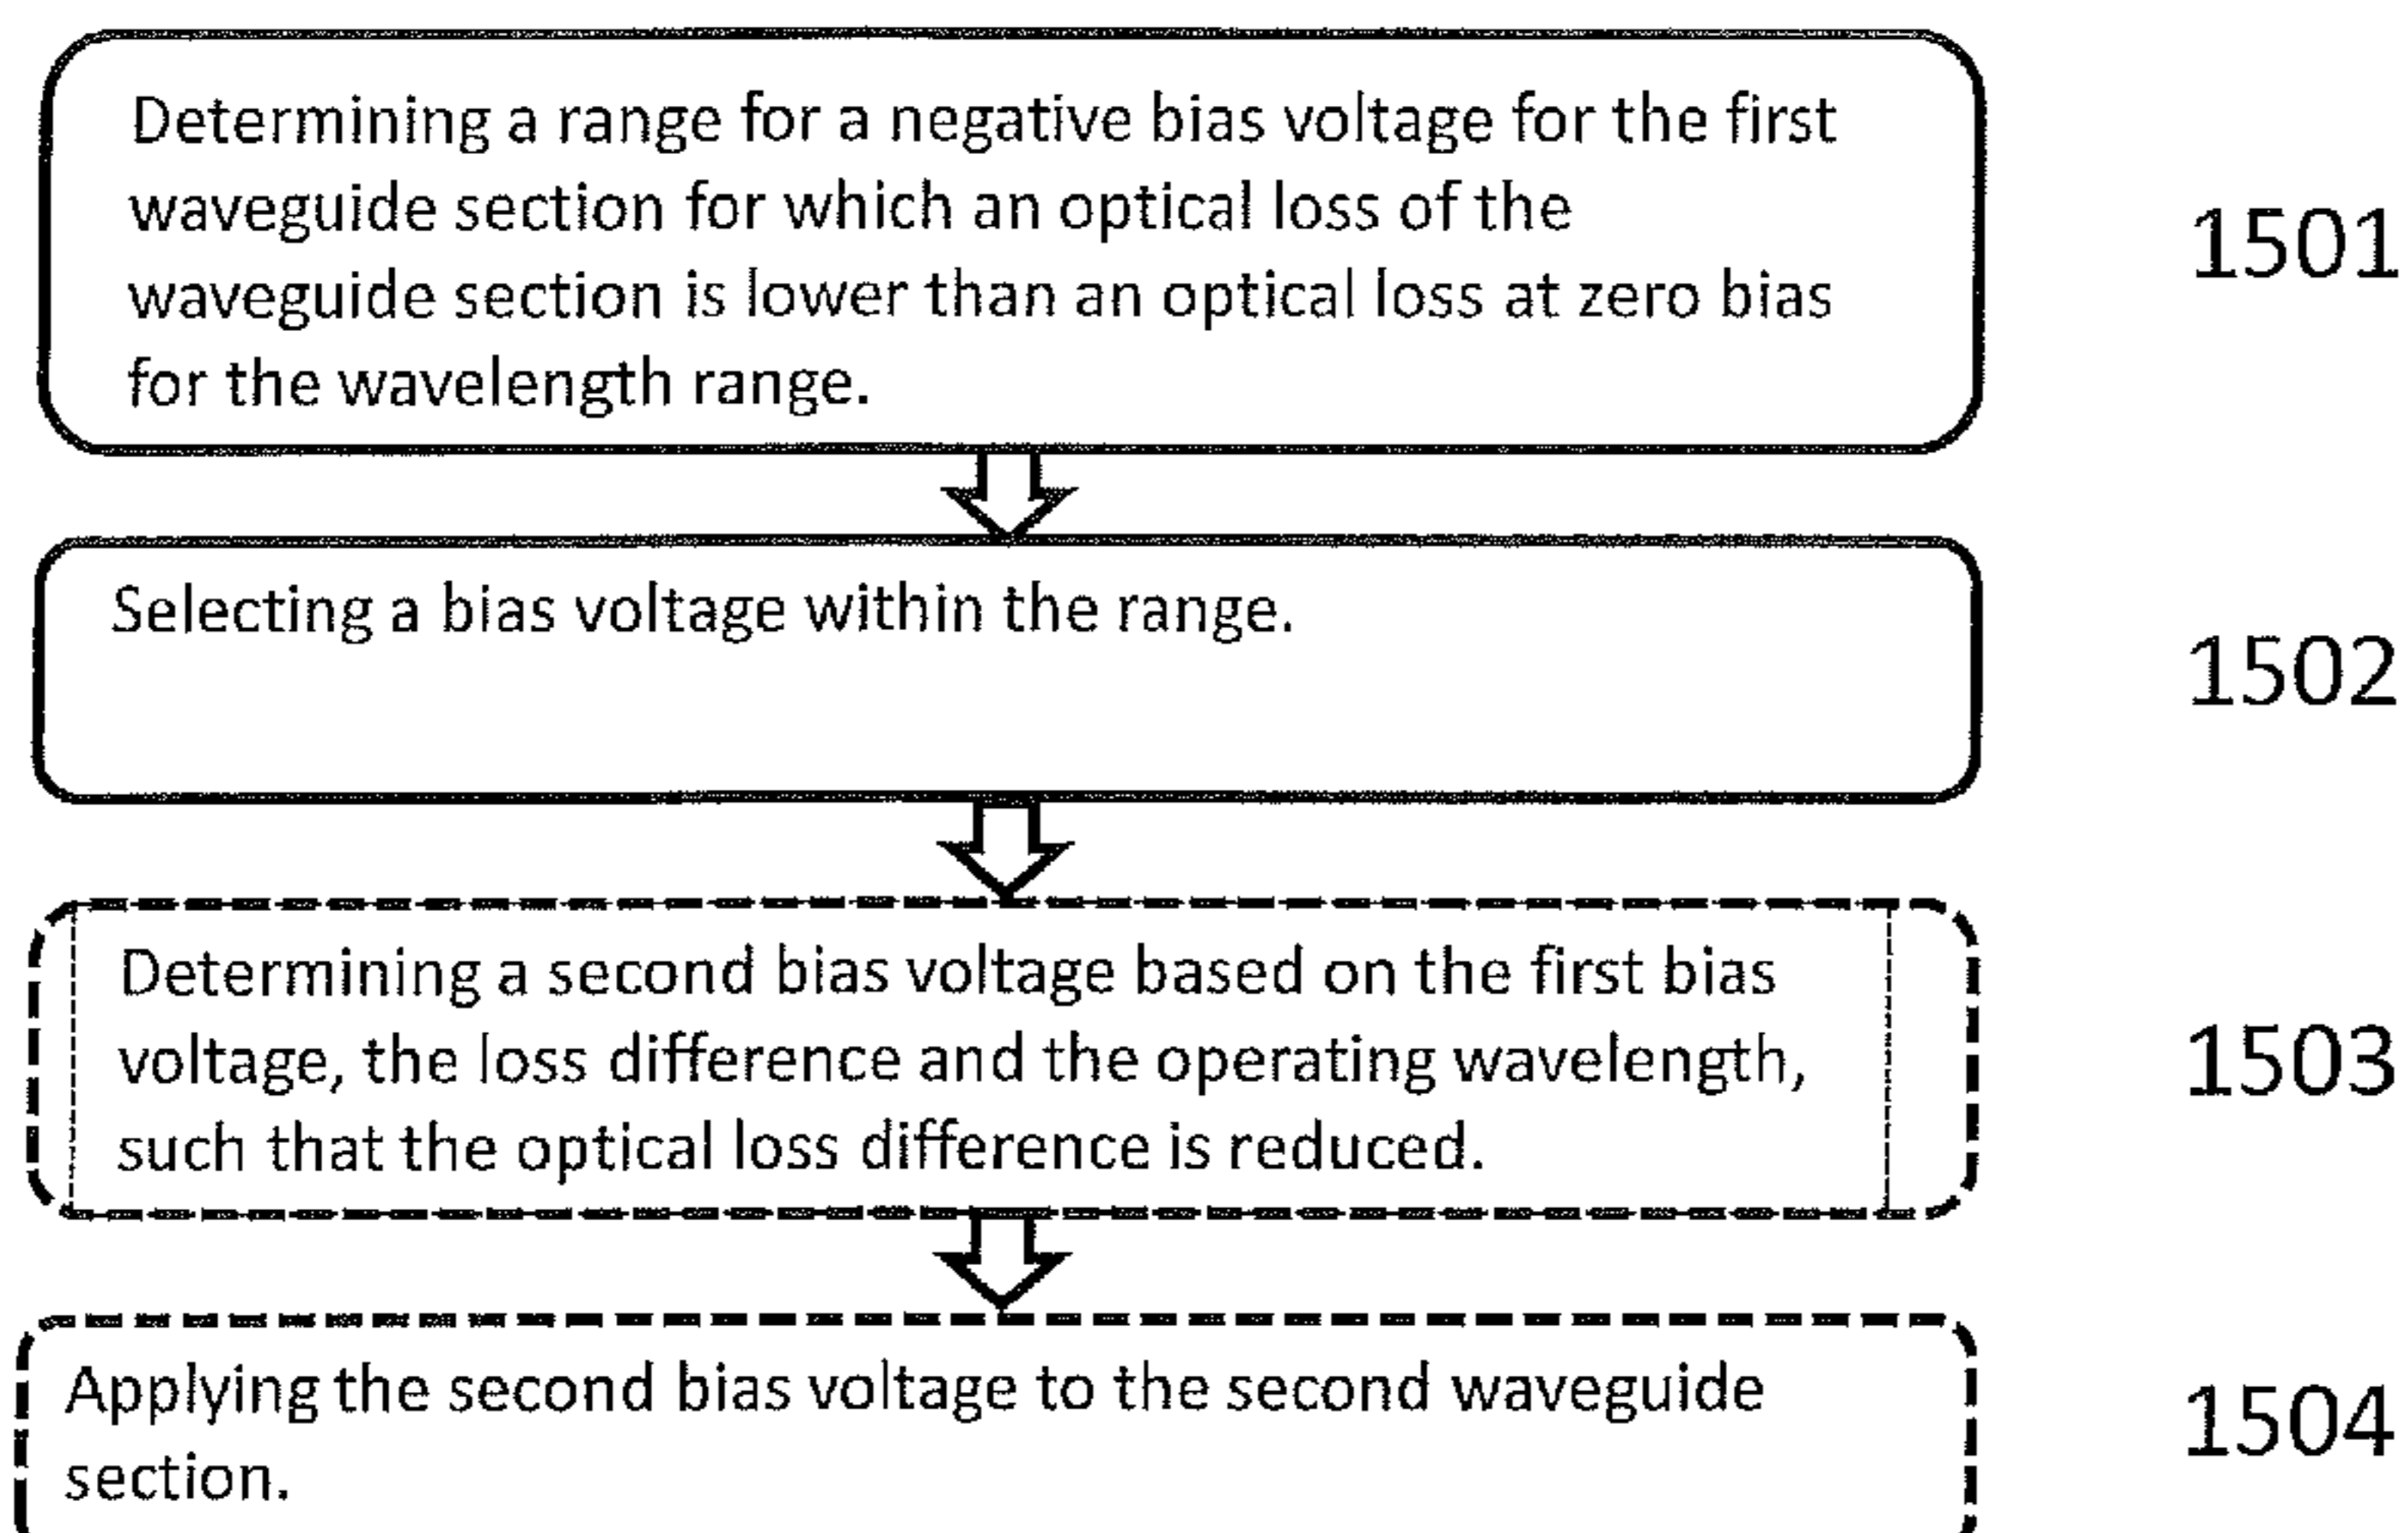 Determining a range for a negative bias voltage for the first
waveguide section for which an optical loss of the
waveguide section is lower than an optical loss at zero bias
for the wavelength range.
1501
Selecting a bias voltage within the range.
1502
Determining a second bias voltage based on the first bias
voltage, the loss difference and the operating wavelength,
such that the optical loss difference is reduced.
1503
Applying the second bias voltage to the second waveguide
section.
1504